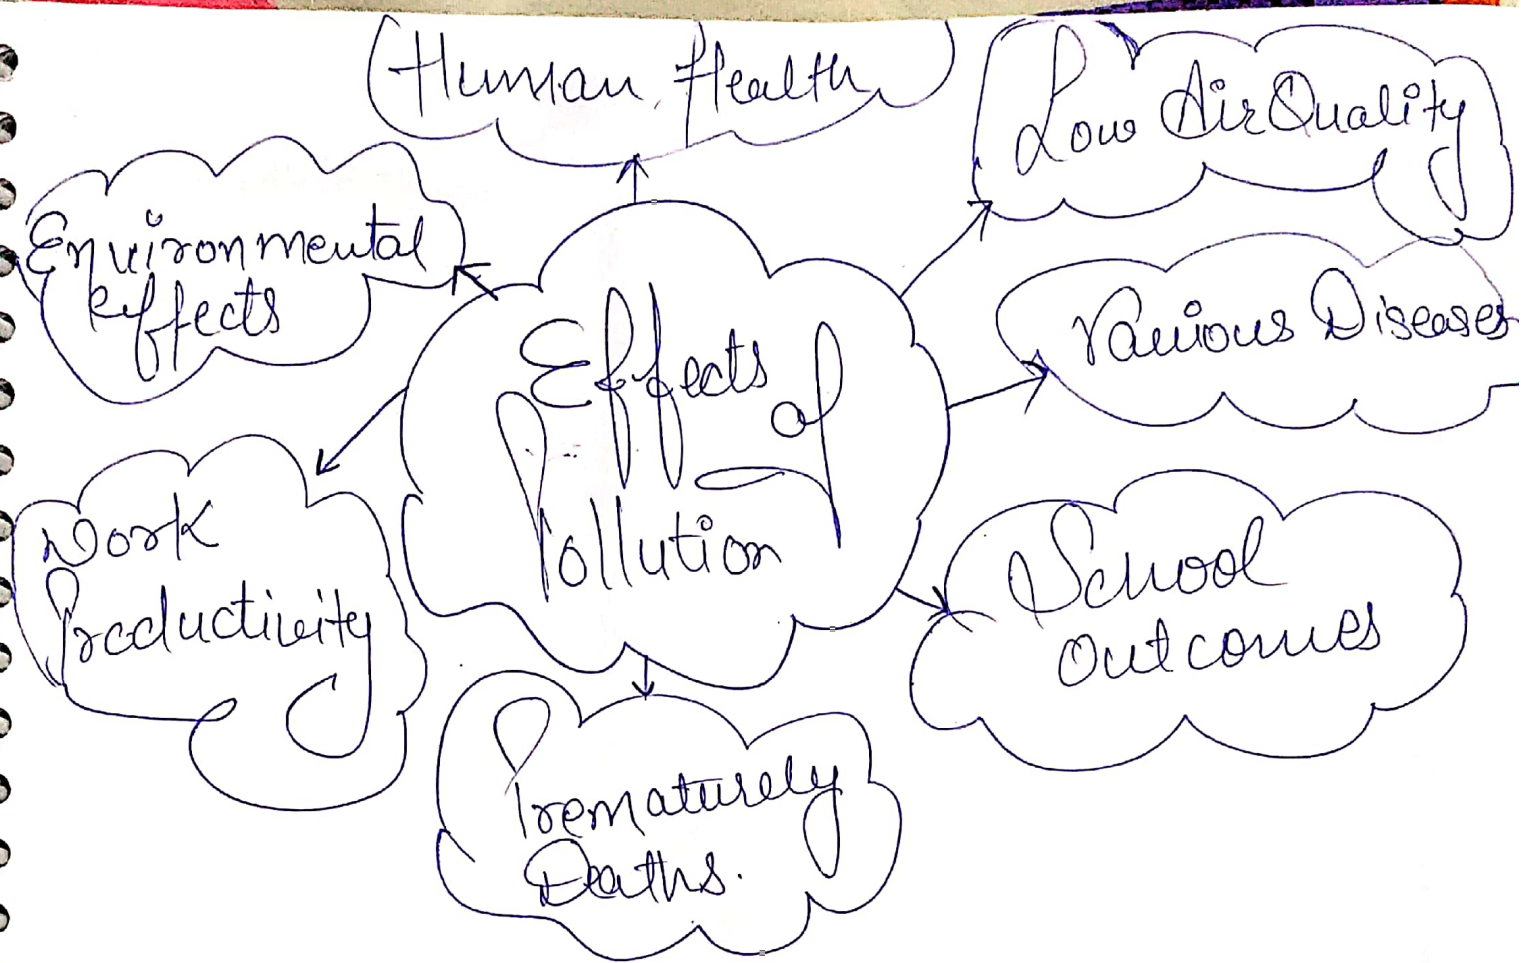 Human Health
Low Air Quality
Environmental
Effects
Various Diseases
Effects
of
Pollution
Work
Productivity
School
Outcomes
Prematurely
Deaths.